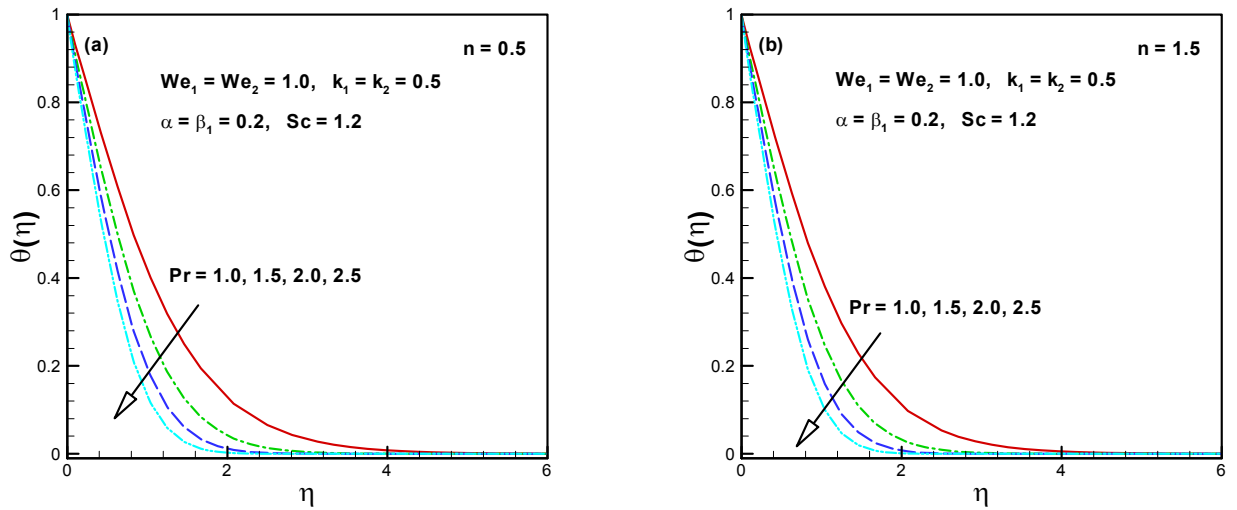 (a)
n = 0.5
We₁ = We₂ = 1.0, k₁ = k₂ = 0.5
α = β₁ = 0.2, Sc = 1.2
Pr = 1.0, 1.5, 2.0, 2.5
θ(η)
1
0.8
0.6
0.4
0.2
0
0 2 4 6
η
(b)
n = 1.5
We₁ = We₂ = 1.0, k₁ = k₂ = 0.5
α = β₁ = 0.2, Sc = 1.2
Pr = 1.0, 1.5, 2.0, 2.5
θ(η)
1
0.8
0.6
0.4
0.2
0
0 2 4 6
η